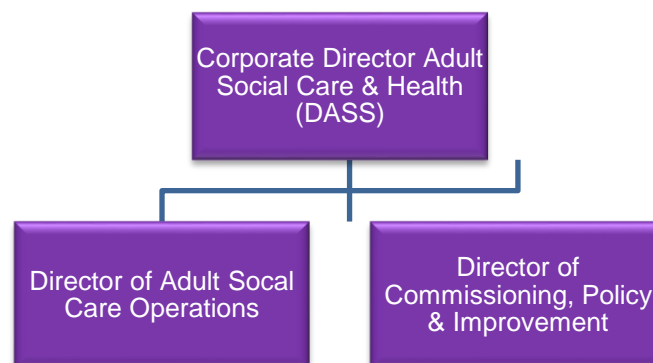 Corporate Director Adult
Social Care & Health
(DASS)
Director of Adult Socal
Care Operations
Director of
Commissioning, Policy
& Improvement